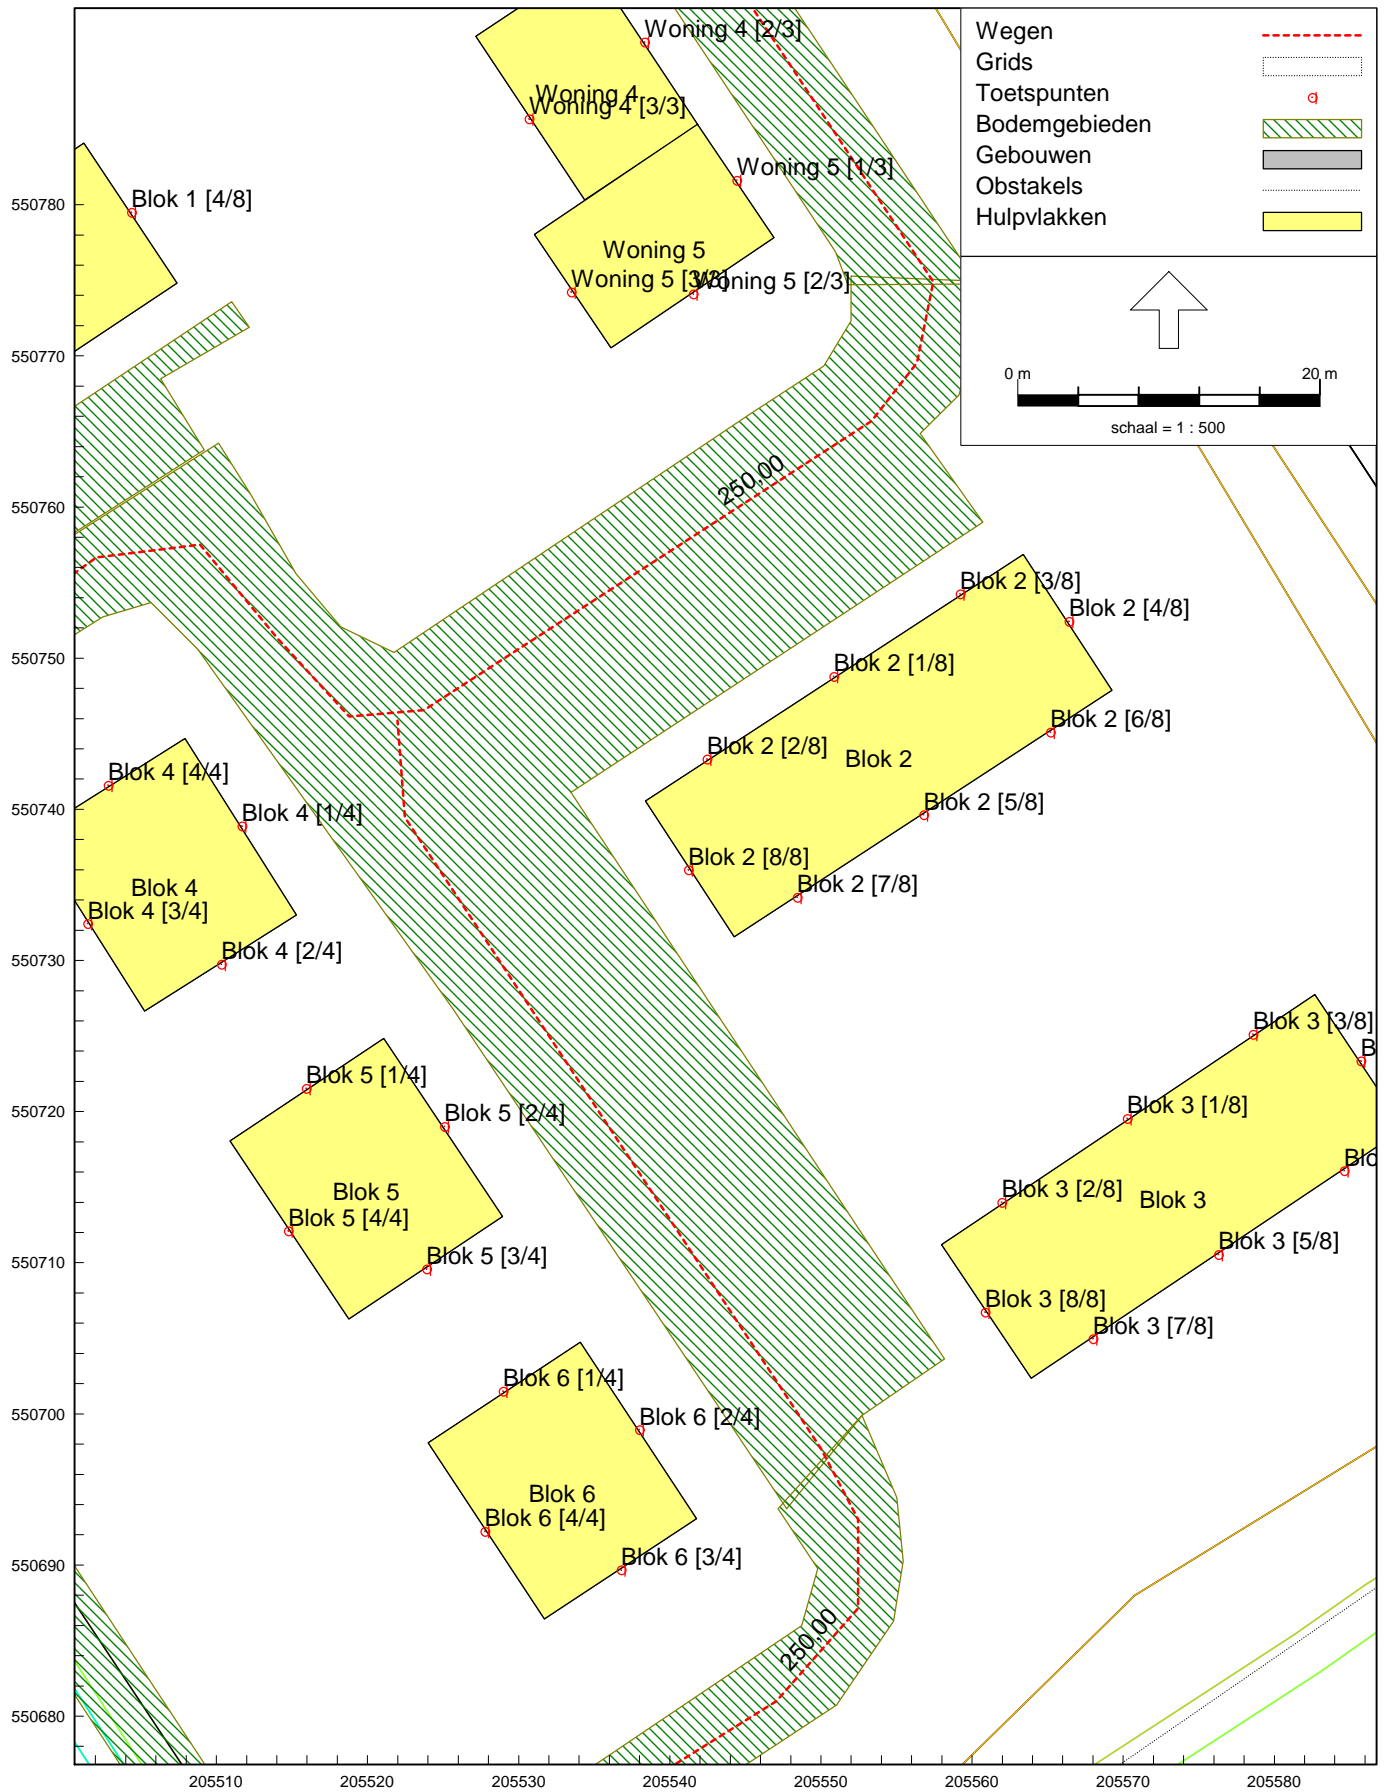 Wegen
Grids
Toetspunten
Bodemgebieden
Gebouwen
Obstakels
Hulpvlakken
0 m 20 m
schaal = 1 : 500
Woning 4 [2/3]
Woning 4
Woning 4 [3/3]
Woning 5 [1/3]
Blok 1 [4/8]
Woning 5
Woning 5 [3/3]
Woning 5 [2/3]
250,00
Blok 2 [3/8]
Blok 2 [4/8]
Blok 2 [1/8]
Blok 2 [6/8]
Blok 2 [2/8]
Blok 2
Blok 4 [4/4]
Blok 4 [1/4]
Blok 2 [5/8]
Blok 2 [8/8]
Blok 2 [7/8]
Blok 4
Blok 4 [3/4]
Blok 4 [2/4]
Blok 3 [3/8]
B
Blok 5 [1/4]
Blok 5 [2/4]
Blok 3 [1/8]
Blo
Blok 3 [2/8]
Blok 3
Blok 5
Blok 5 [4/4]
Blok 5 [3/4]
Blok 3 [5/8]
Blok 3 [8/8]
Blok 3 [7/8]
Blok 6 [1/4]
Blok 6 [2/4]
Blok 6
Blok 6 [4/4]
Blok 6 [3/4]
250,00
550780
550770
550760
550750
550740
550730
550720
550710
550700
550690
550680
205510 205520 205530 205540 205550 205560 205570 205580